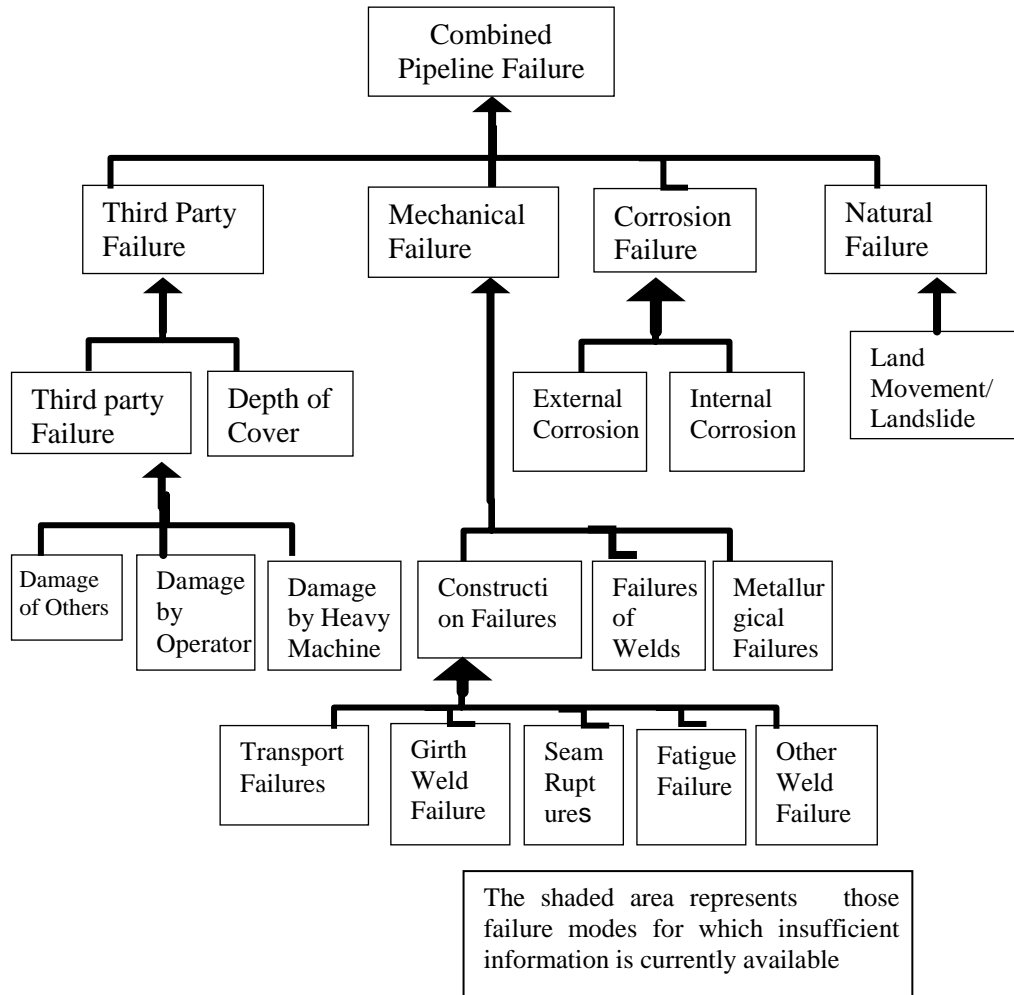 Combined
Pipeline Failure
Third Party
Failure
Mechanical
Failure
Corrosion
Failure
Natural
Failure
Third party
Failure
Depth of
Cover
External
Corrosion
Internal
Corrosion
Land
Movement/
Landslide
Damage
of Others
Damage
by
Operator
Damage
by Heavy
Machine
Constructi
on Failures
Failures
of
Welds
Metallur
gical
Failures
Transport
Failures
Girth
Weld
Failure
Seam
Rupt
ures
Fatigue
Failure
Other
Weld
Failure
The shaded area represents those
failure modes for which insufficient
information is currently available